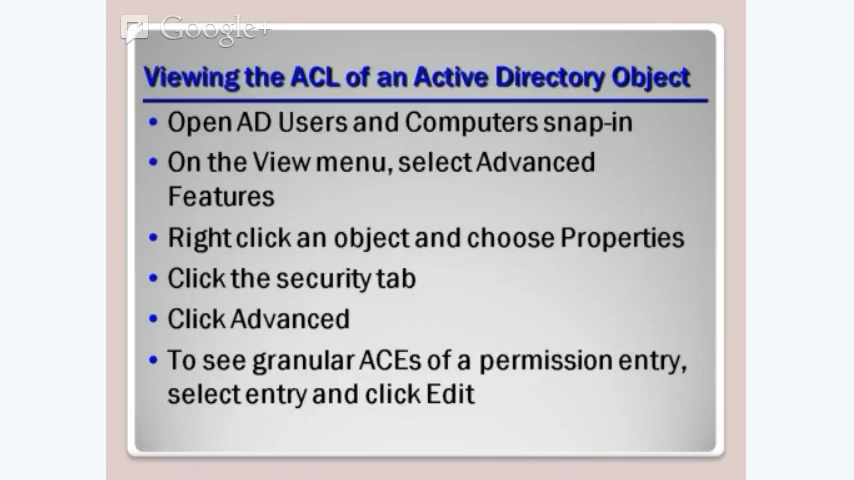 Google+
Viewing the ACL of an Active Directory Object
• Open AD Users and Computers snap-in
• On the View menu, select Advanced
Features
• Right click an object and choose Properties
• Click the security tab
• Click Advanced
• To see granular ACEs of a permission entry,
select entry and click Edit